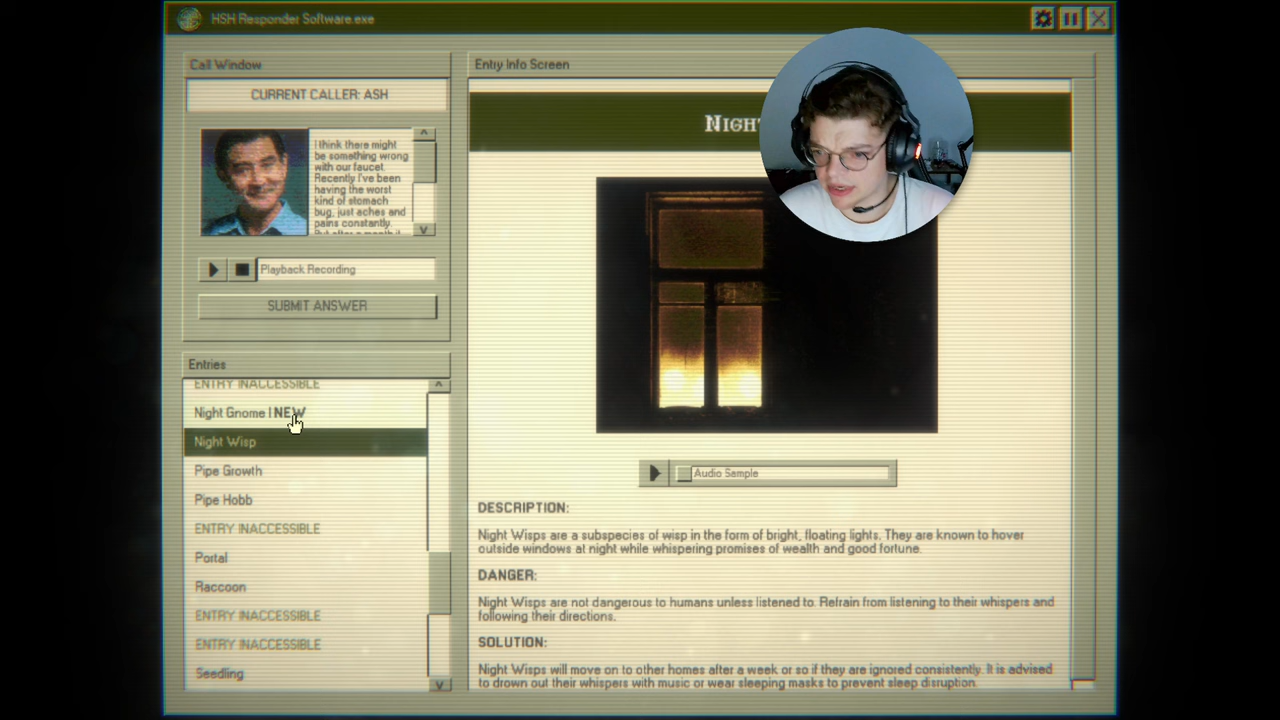 HSH Responder Software.exe
Call Window
CURRENT CALLER: ASH
I think there might
be something wrong
with our faucet.
Recently I've been
having the worst
kind of stomach
bug, just aches and
pains constantly.
But after a month it
Playback Recording
SUBMIT ANSWER
Entries
ENTRY INACCESSIBLE
Night Gnome | NEW
Night Wisp
Pipe Growth
Pipe Hobb
ENTRY INACCESSIBLE
Portal
Raccoon
ENTRY INACCESSIBLE
ENTRY INACCESSIBLE
Seedling
Entry Info Screen
NIGH
Audio Sample
DESCRIPTION:
Night Wisps are a subspecies of wisp in the form of bright, floating lights. They are known to hover
outside windows at night while whispering promises of wealth and good fortune.
DANGER:
Night Wisps are not dangerous to humans unless listened to. Refrain from listening to their whispers and
following their directions.
SOLUTION:
Night Wisps will move on to other homes after a week or so if they are ignored consistently. It is advised
to drown out their whispers with music or wear sleeping masks to prevent sleep disruption.